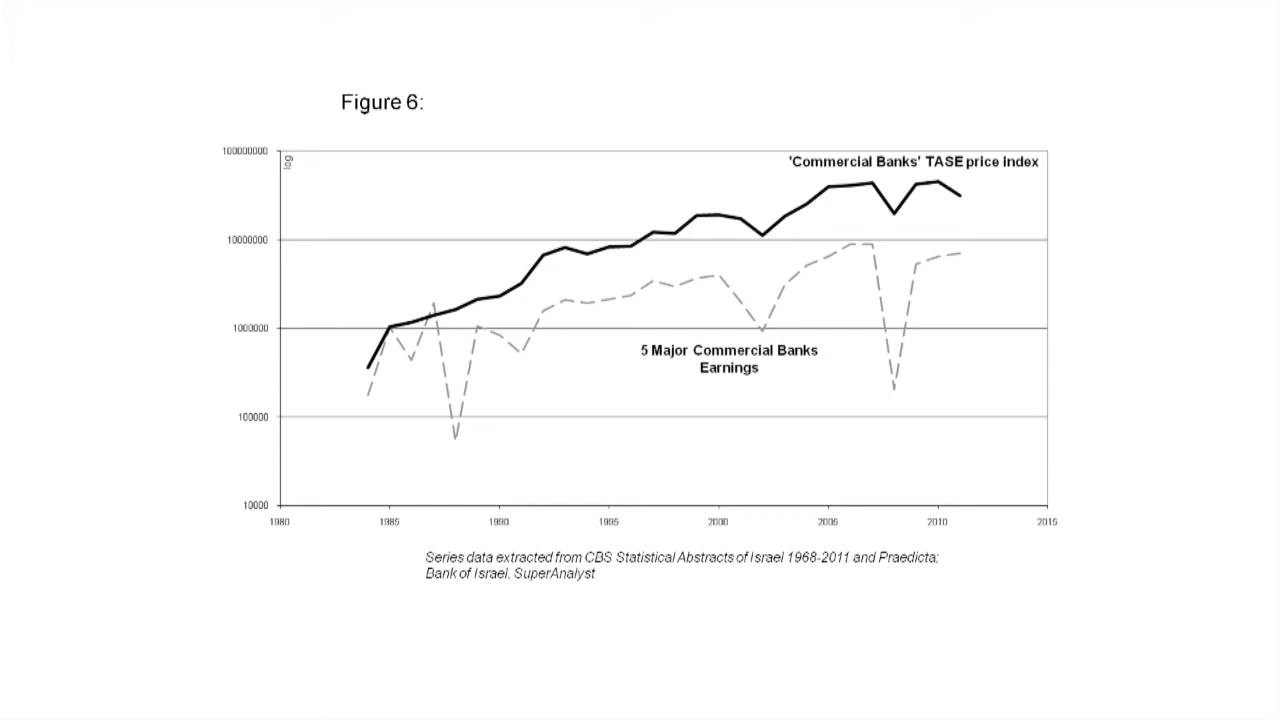 Figure 6:
100000000
log
'Commercial Banks' TASE price index
10000000
1000000
5 Major Commercial Banks
Earnings
100000
10000
1980 1985 1990 1995 2000 2005 2010 2015
Series data extracted from CBS Statistical Abstracts of Israel 1968-2011 and Praedicta;
Bank of Israel, SuperAnalyst